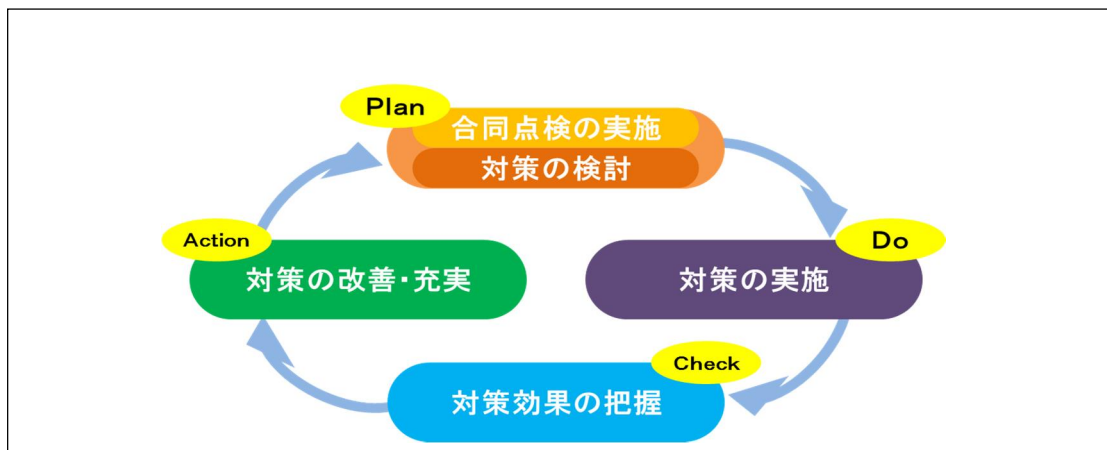 Plan
合同点検の実施
対策の検討
Action
対策の改善・充実
Do
対策の実施
Check
対策効果の把握